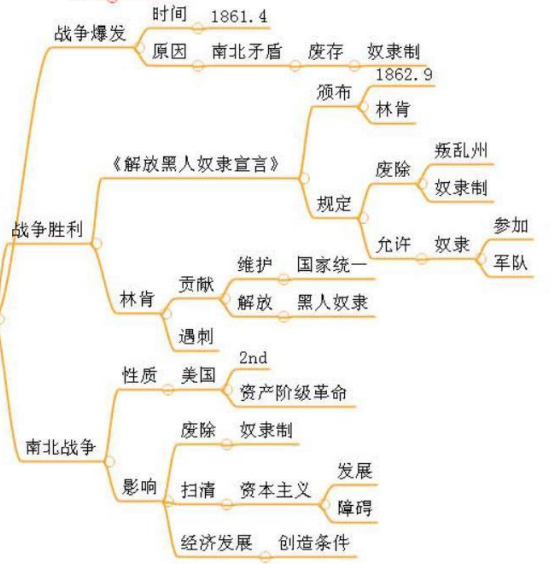 战争爆发
时间 1861.4
原因 南北矛盾 废存 奴隶制
战争胜利
《解放黑人奴隶宣言》
颁布
1862.9
林肯
规定
废除
叛乱州
奴隶制
允许 奴隶
参加
军队
林肯
贡献
维护 国家统一
解放 黑人奴隶
遇刺
南北战争
性质 美国
2nd
资产阶级革命
影响
废除 奴隶制
扫清 资本主义
发展
障碍
经济发展 创造条件